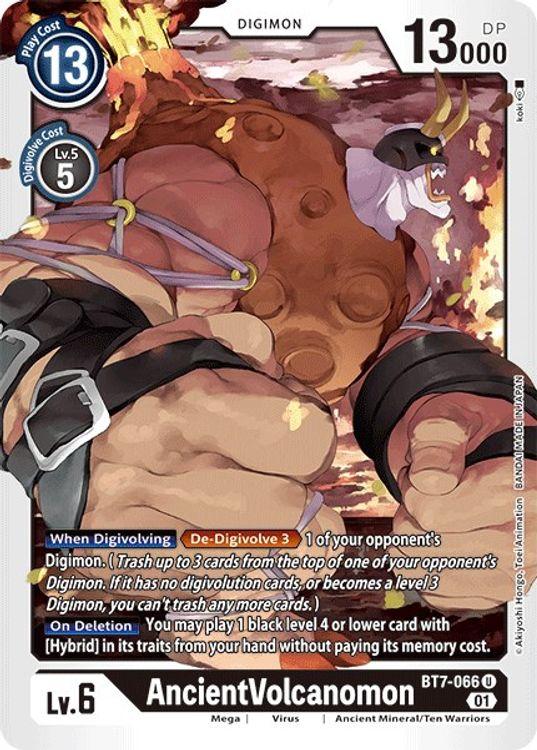 Play Cost
13
DIGIMON
13000
DP
Digivolve Cost
Lv.5
5
koki
When Digivolving De-Digivolve 3 1 of your opponent's
Digimon. (Trash up to 3 cards from the top of one of your opponent's
Digimon. If it has no digivolution cards, or becomes a level 3
Digimon, you can't trash any more cards.)
On Deletion You may play 1 black level 4 or lower card with
[Hybrid] in its traits from your hand without paying its memory cost.
©Akiyoshi Hongo, Toei Animation BANDAI MADE IN JAPAN
Lv.6
AncientVolcanomon
BT7-066 U
01
Mega | Virus | Ancient Mineral/Ten Warriors